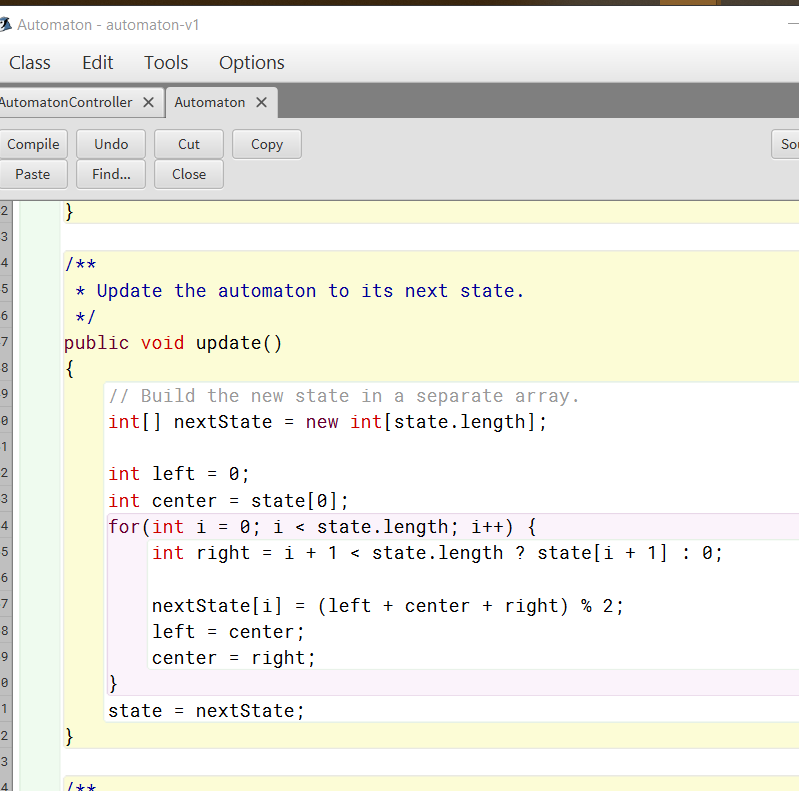 Automaton - automaton-v1
Class Edit Tools Options
AutomatonController Automaton
Compile Undo Cut Copy
Paste Find... Close
2 }
3
4 /**
5 * Update the automaton to its next state.
6 */
7 public void update()
8 {
9 // Build the new state in a separate array.
0 int[] nextState = new int[state.length];
1
2 int left = 0;
3 int center = state[0];
4 for(int i = 0; i < state.length; i++) {
5 int right = i + 1 < state.length ? state[i + 1] : 0;
6
7 nextState[i] = (left + center + right) % 2;
8 left = center;
9 center = right;
0 }
1 state = nextState;
2 }
3
4 /**